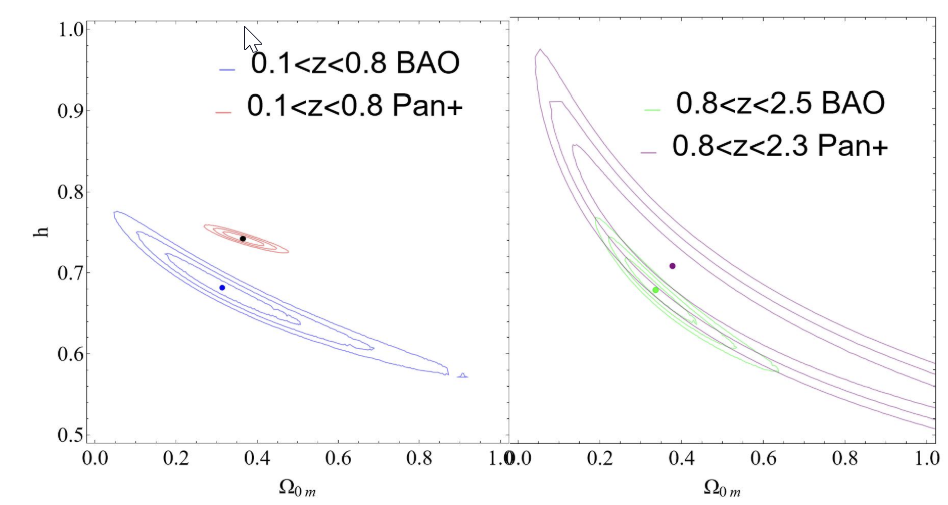 1.0
0.1<z<0.8 BAO
0.1<z<0.8 Pan+
0.9
0.8
0.7
0.6
0.5
h
0.0 0.2 0.4 0.6 0.8 1.0
Ω0 m
0.8<z<2.5 BAO
0.8<z<2.3 Pan+
0.0 0.2 0.4 0.6 0.8 1.0
Ω0 m